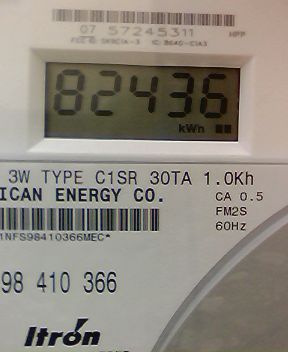 07 57245311
82436
kWh
3W TYPE C1SR 30TA 1.0Kh
ICAN ENERGY CO.
CA 0.5
FM2S
60Hz
1NFS98410366MEC*
98 410 366
Itron